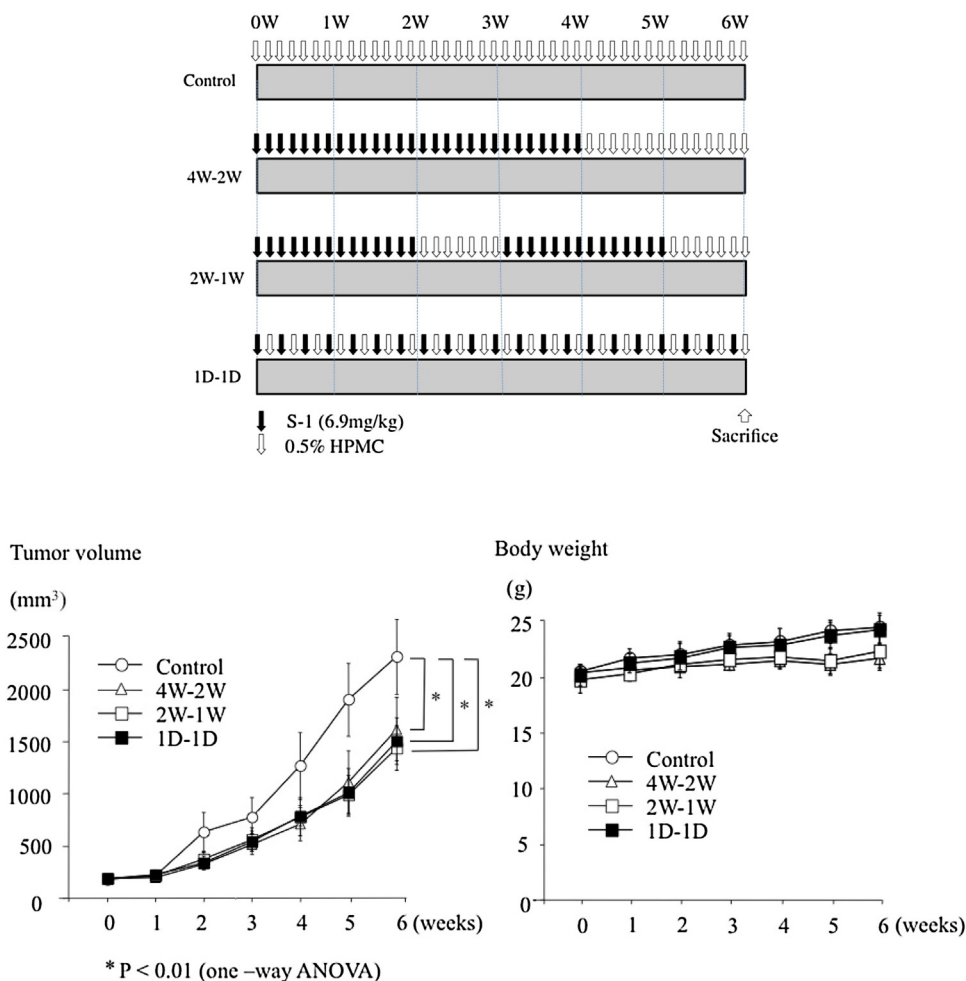 0W 1W 2W 3W 4W 5W 6W
Control
4W-2W
2W-1W
1D-1D
S-1 (6.9mg/kg)
0.5% HPMC
Sacrifice
Tumor volume
(mm³)
2500
2000
1500
1000
500
0
Control
4W-2W
2W-1W
1D-1D
* * *
0 1 2 3 4 5 6 (weeks)
* P < 0.01 (one –way ANOVA)
Body weight
(g)
25
20
15
10
5
0
Control
4W-2W
2W-1W
1D-1D
0 1 2 3 4 5 6 (weeks)